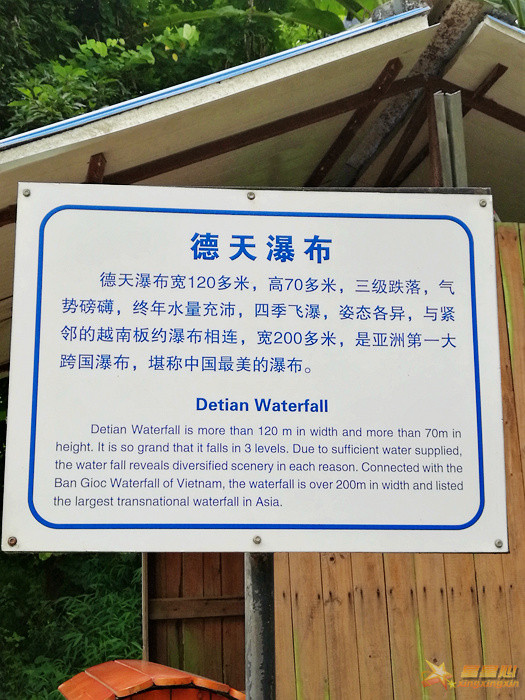 德天瀑布
德天瀑布宽120多米，高70多米，三级跌落，气
势磅礴，终年水量充沛，四季飞瀑，姿态各异，与紧
邻的越南板约瀑布相连，宽200多米，是亚洲第一大
跨国瀑布，堪称中国最美的瀑布。
Detian Waterfall
Detian Waterfall is more than 120 m in width and more than 70m in
height. It is so grand that it falls in 3 levels. Due to sufficient water supplied,
the water fall reveals diversified scenery in each reason. Connected with the
Ban Gioc Waterfall of Vietnam, the waterfall is over 200m in width and listed
the largest transnational waterfall in Asia.